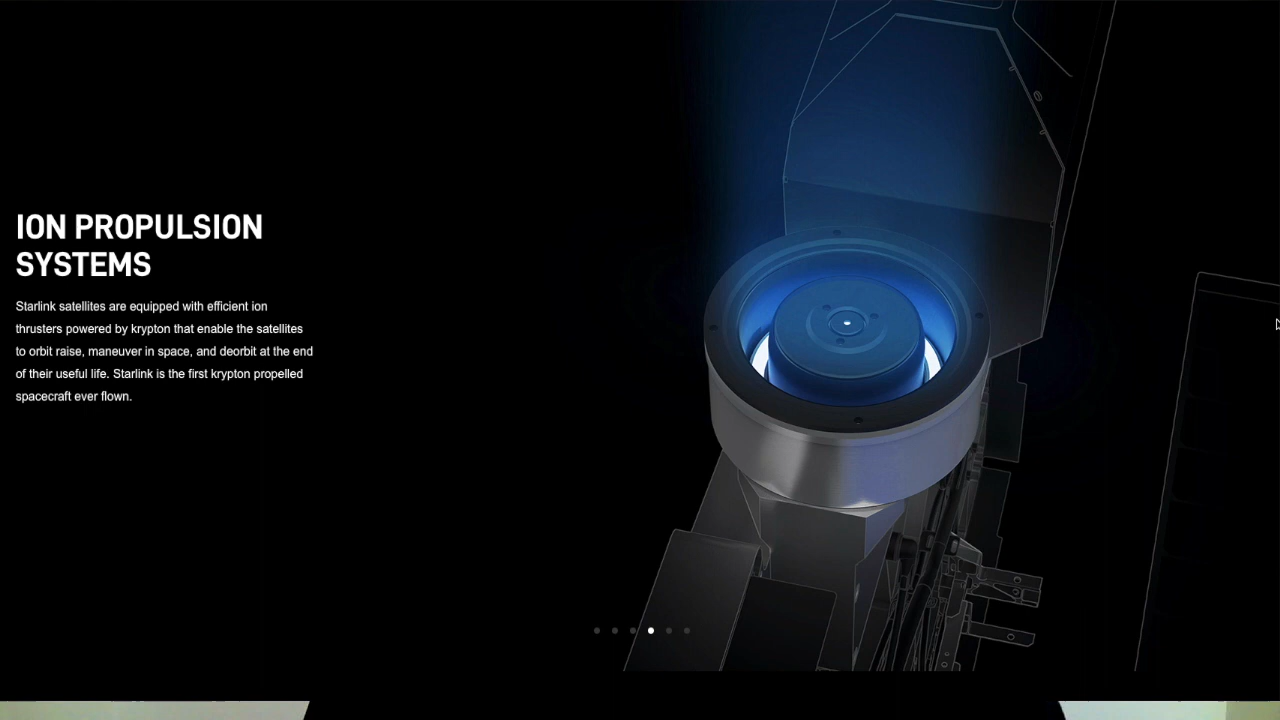 ION PROPULSION
SYSTEMS
Starlink satellites are equipped with efficient ion
thrusters powered by krypton that enable the satellites
to orbit raise, maneuver in space, and deorbit at the end
of their useful life. Starlink is the first krypton propelled
spacecraft ever flown.